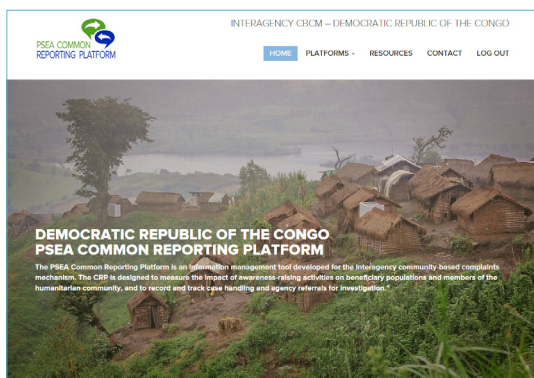 PSEA COMMON
REPORTING PLATFORM
INTERAGENCY CBCM – DEMOCRATIC REPUBLIC OF THE CONGO
HOME PLATFORMS - RESOURCES CONTACT LOG OUT
DEMOCRATIC REPUBLIC OF THE CONGO
PSEA COMMON REPORTING PLATFORM
The PSEA Common Reporting Platform is an information management tool developed for the interagency community-based complaints
mechanism. The CRP is designed to measure the impact of awareness-raising activities on beneficiary populations and members of the
humanitarian community, and to record and track case handling and agency referrals for investigation."